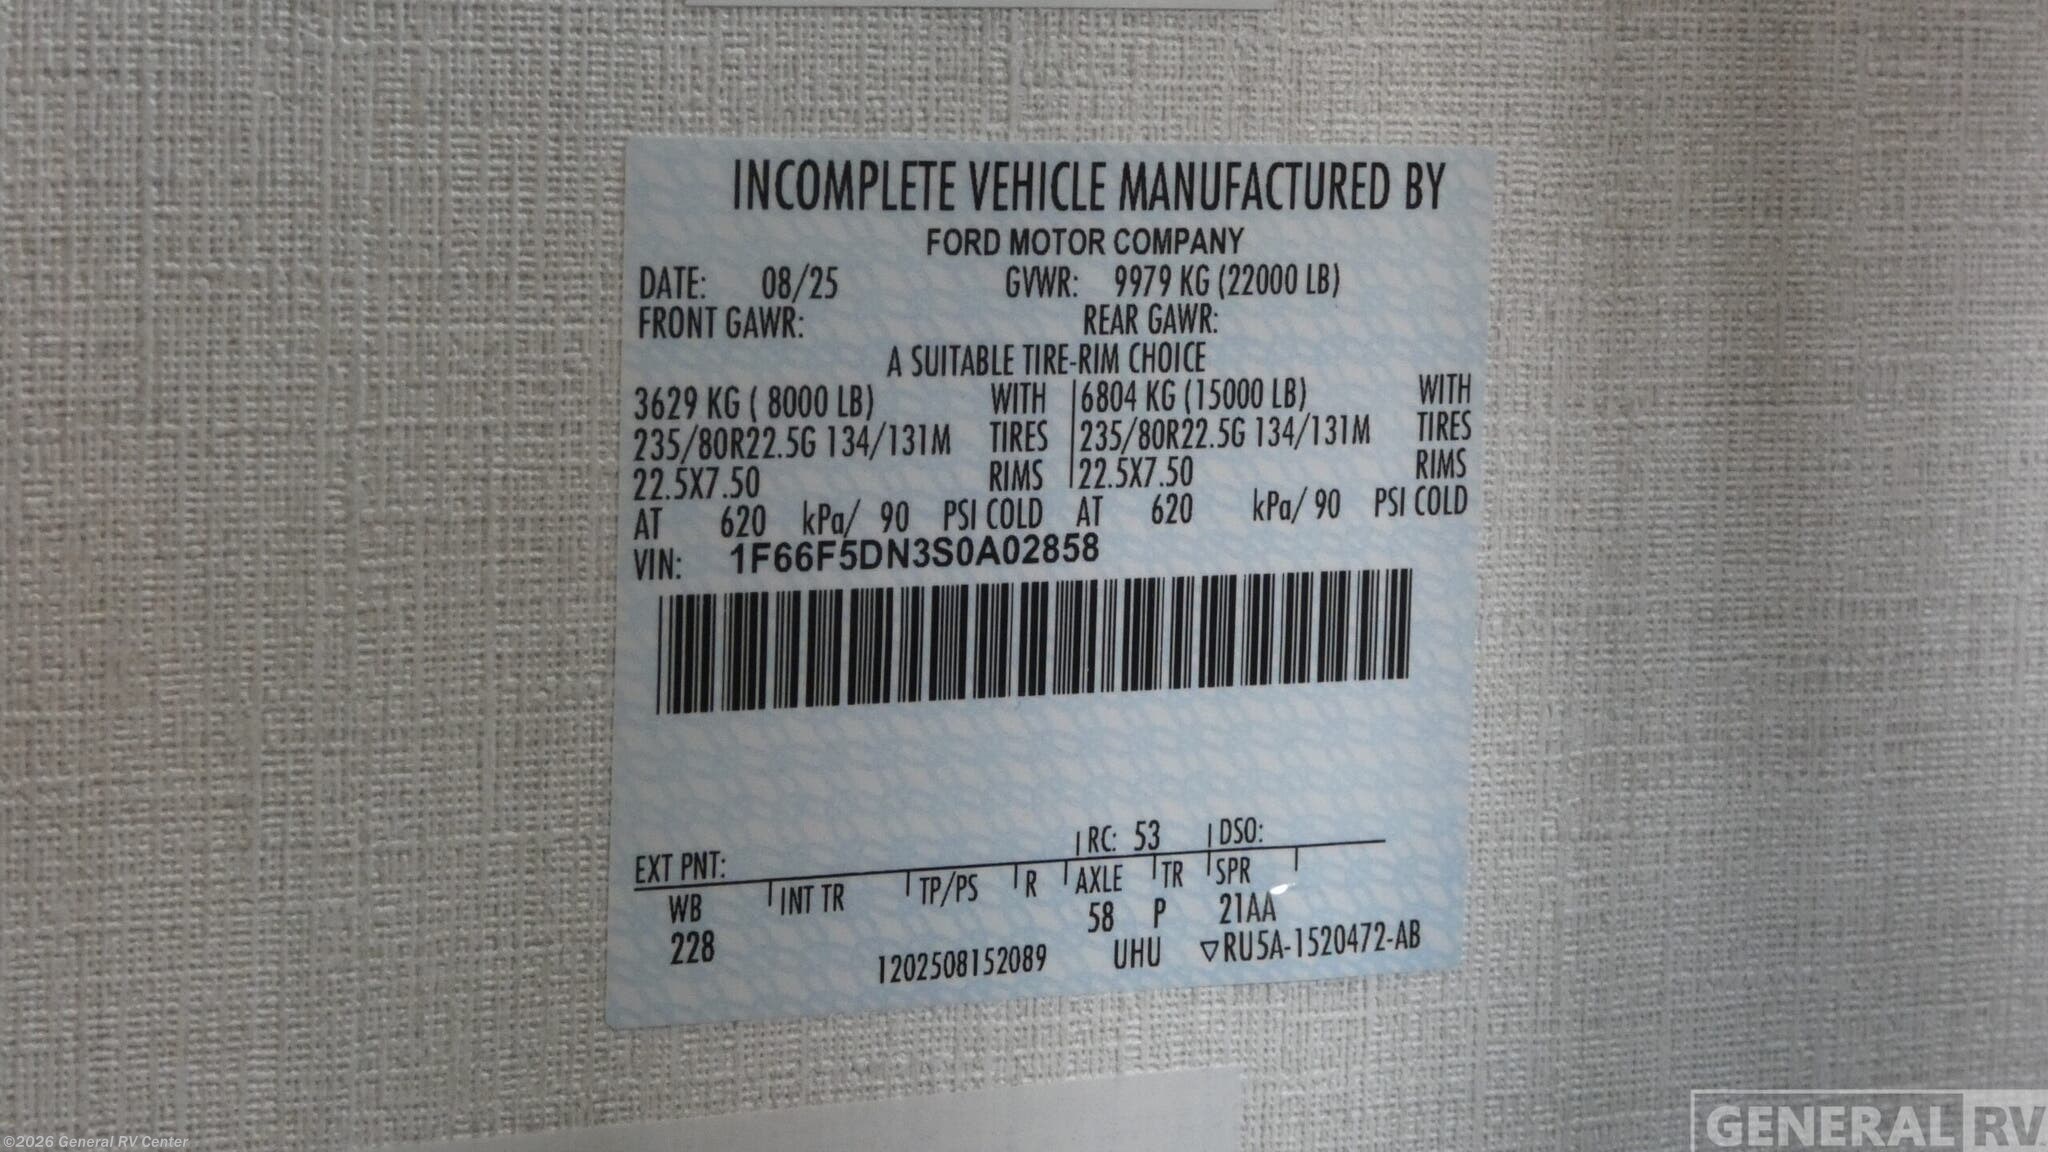 INCOMPLETE VEHICLE MANUFACTURED BY
FORD MOTOR COMPANY
DATE: 08/25 GVWR: 9979 KG (22000 LB)
FRONT GAWR: REAR GAWR:
A SUITABLE TIRE-RIM CHOICE
3629 KG ( 8000 LB) WITH 6804 KG (15000 LB) WITH
235/80R22.5G 134/131M TIRES 235/80R22.5G 134/131M TIRES
22.5X7.50 RIMS 22.5X7.50 RIMS
AT 620 kPa/ 90 PSI COLD AT 620 kPa/ 90 PSI COLD
VIN: 1F66F5DN3S0A02858
EXT PNT: RC: 53 DSO:
WB INT TR TP/PS R AXLE TR SPR
228 58 P 21AA
1202508152089 UHU ▽RU5A-1520472-AB
©2026 General RV Center
GENERAL RV